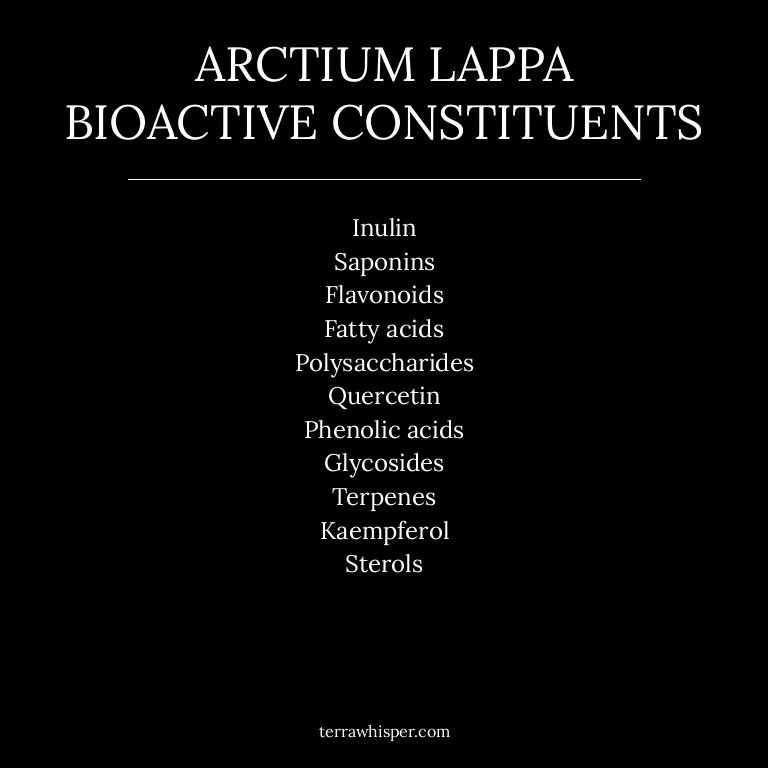 ARCTIUM LAPPA
BIOACTIVE CONSTITUENTS
Inulin
Saponins
Flavonoids
Fatty acids
Polysaccharides
Quercetin
Phenolic acids
Glycosides
Terpenes
Kaempferol
Sterols
terrawhisper.com